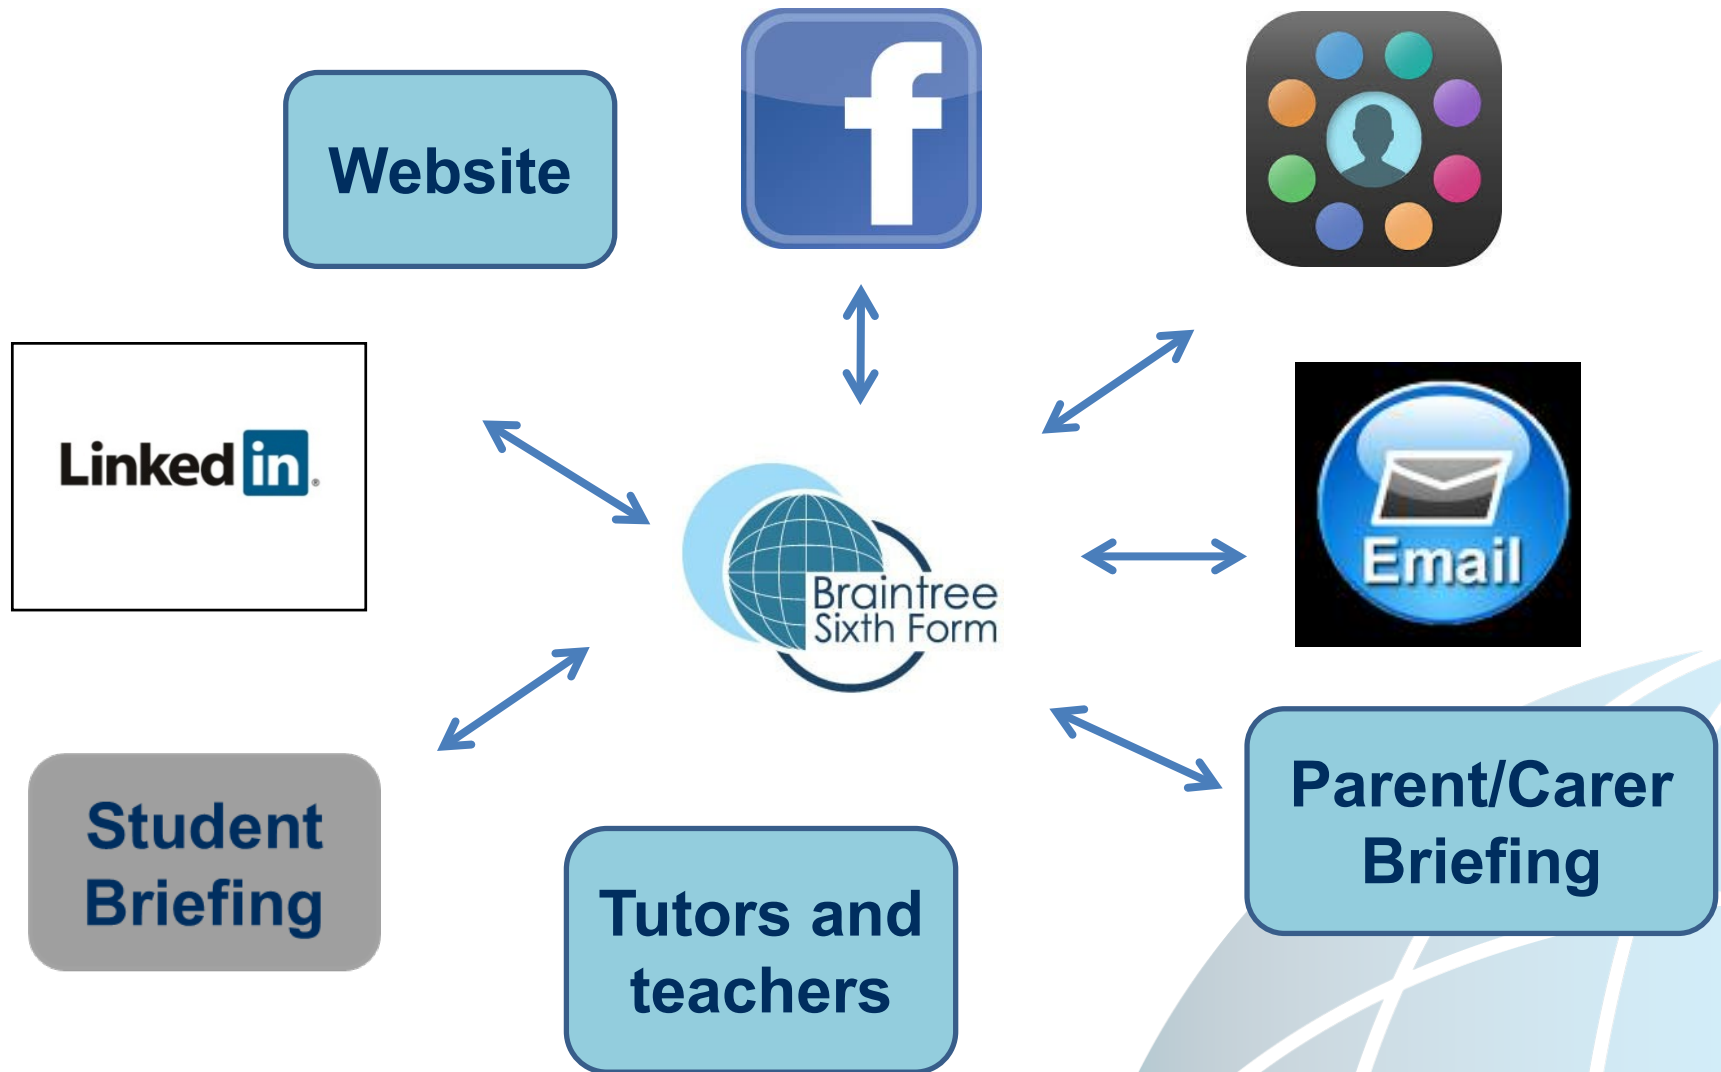 Website
f
Linked in ®
Email
Braintree
Sixth Form
Student
Briefing
Tutors and
teachers
Parent/Carer
Briefing